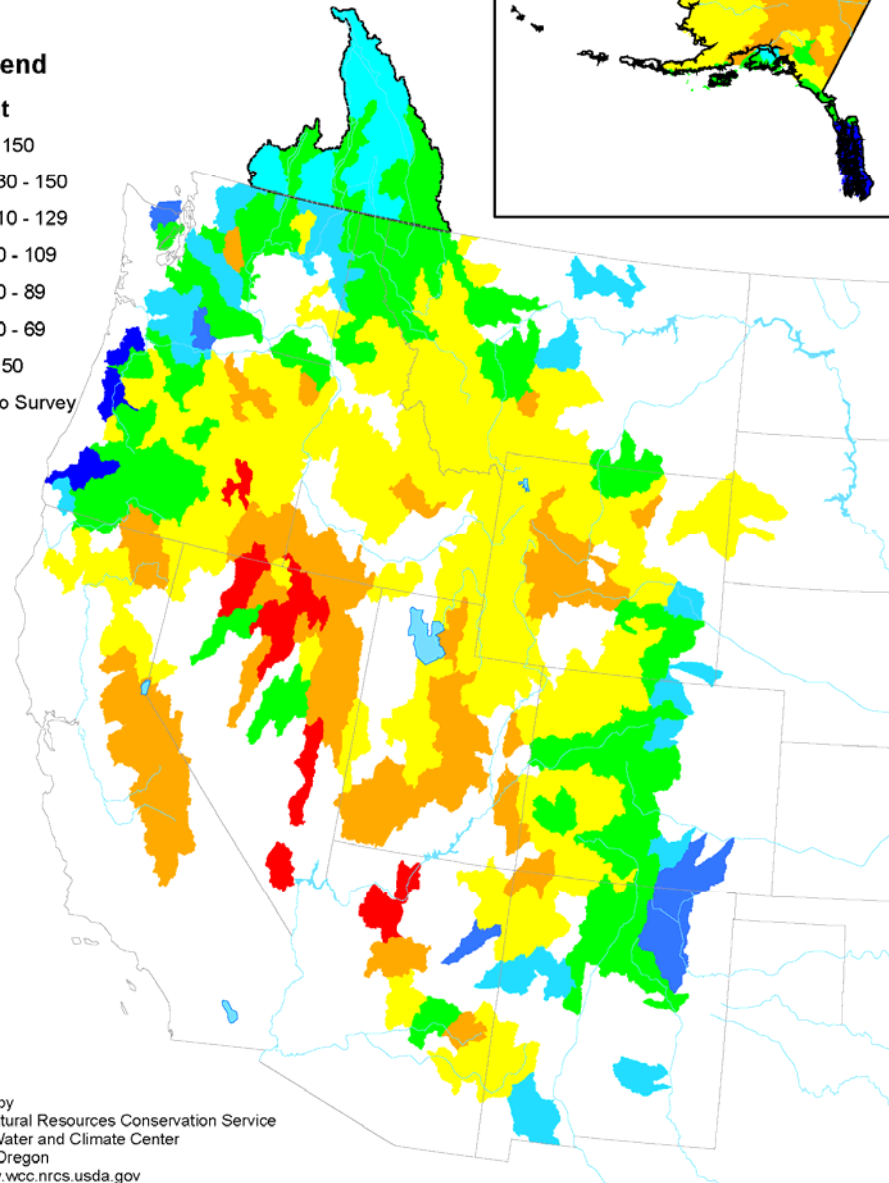 end
t
150
30 - 150
10 - 129
0 - 109
0 - 89
0 - 69
50
o Survey
by
tural Resources Conservation Service
Water and Climate Center
Oregon
.wcc.nrcs.usda.gov